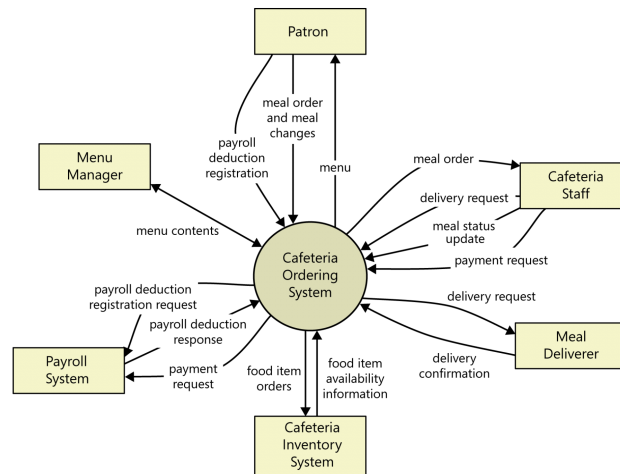 Patron
meal order
and meal
changes
payroll
deduction
registration
menu
meal order
Menu
Manager
Cafeteria
Staff
delivery request
meal status
update
menu contents
payment request
Cafeteria
Ordering
System
payroll deduction
registration request
delivery request
payroll deduction
response
Payroll
System
payment
request
food item
orders
food item
availability
information
delivery
confirmation
Meal
Deliverer
Cafeteria
Inventory
System